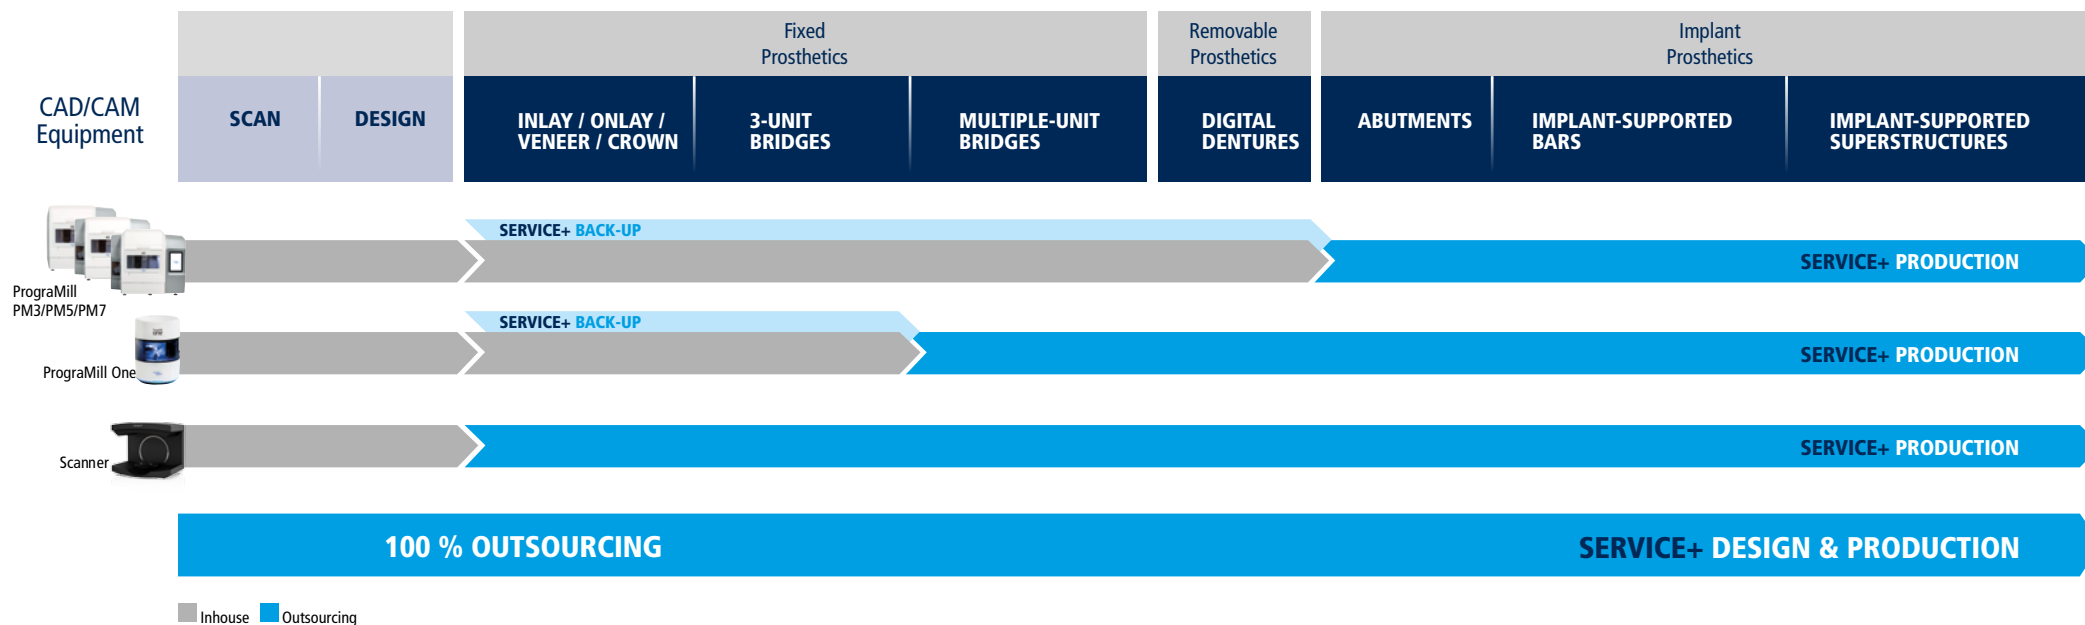 Fixed
Prosthetics
Removable
Prosthetics
Implant
Prosthetics
CAD/CAM
Equipment
SCAN
DESIGN
INLAY / ONLAY /
VENEER / CROWN
3-UNIT
BRIDGES
MULTIPLE-UNIT
BRIDGES
DIGITAL
DENTURES
ABUTMENTS
IMPLANT-SUPPORTED
BARS
IMPLANT-SUPPORTED
SUPERSTRUCTURES
SERVICE+ BACK-UP
SERVICE+ PRODUCTION
PrograMill
PM3/PM5/PM7
SERVICE+ BACK-UP
SERVICE+ PRODUCTION
PrograMill One
SERVICE+ PRODUCTION
Scanner
100 % OUTSOURCING
SERVICE+ DESIGN & PRODUCTION
Inhouse
Outsourcing